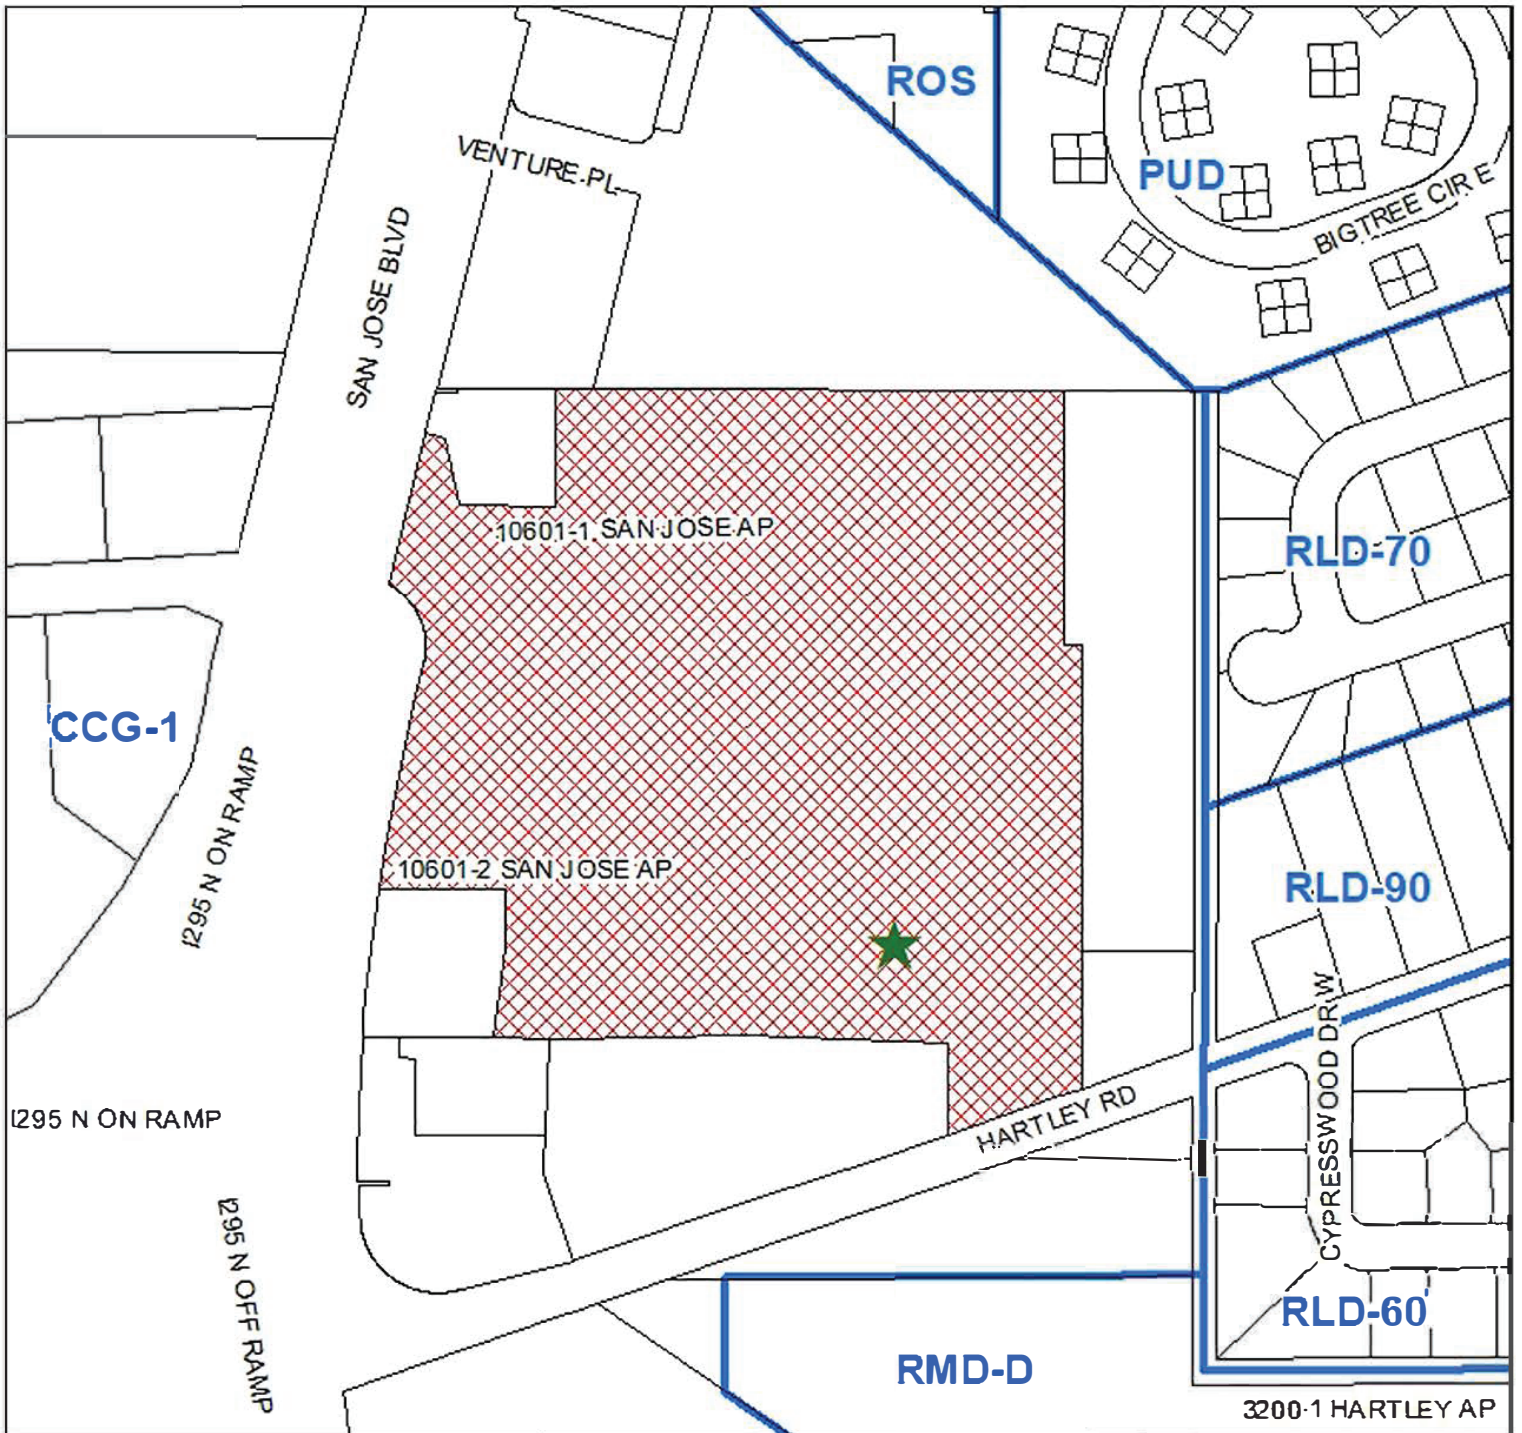 ROS
VENTURE PL
PUD
BIGTREE CIR E
SAN JOSE BLVD
10601-1 SAN JOSE AP
RLD-70
CCG-1
I295 N ON RAMP
10601-2 SAN JOSE AP
RLD-90
CYPRESSWOOD DR W
I295 N ON RAMP
HARTLEY RD
I295 N OFF RAMP
RLD-60
RMD-D
3200-1 HARTLEY AP